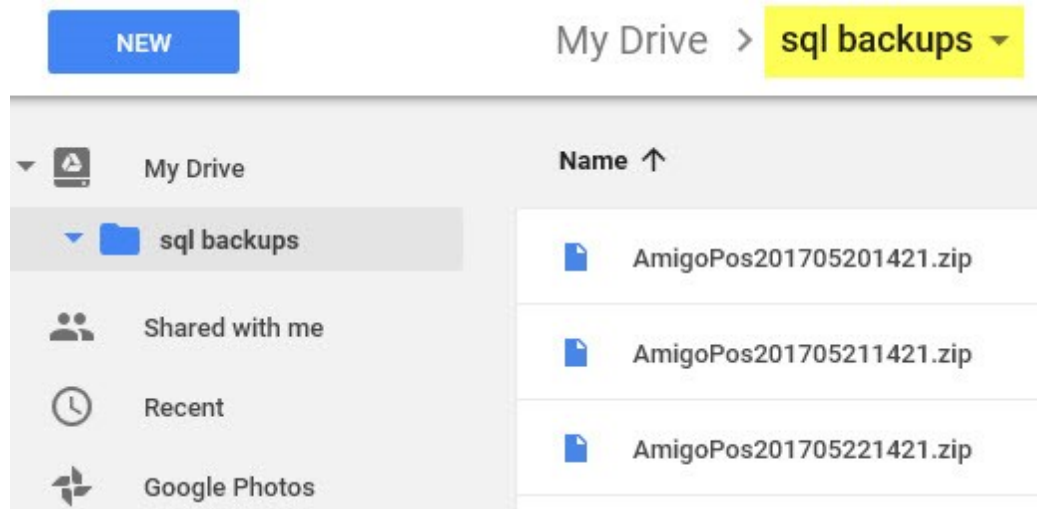 NEW
My Drive > sql backups
My Drive
sql backups
Shared with me
Recent
Google Photos
Name ↑
AmigoPos201705201421.zip
AmigoPos201705211421.zip
AmigoPos201705221421.zip